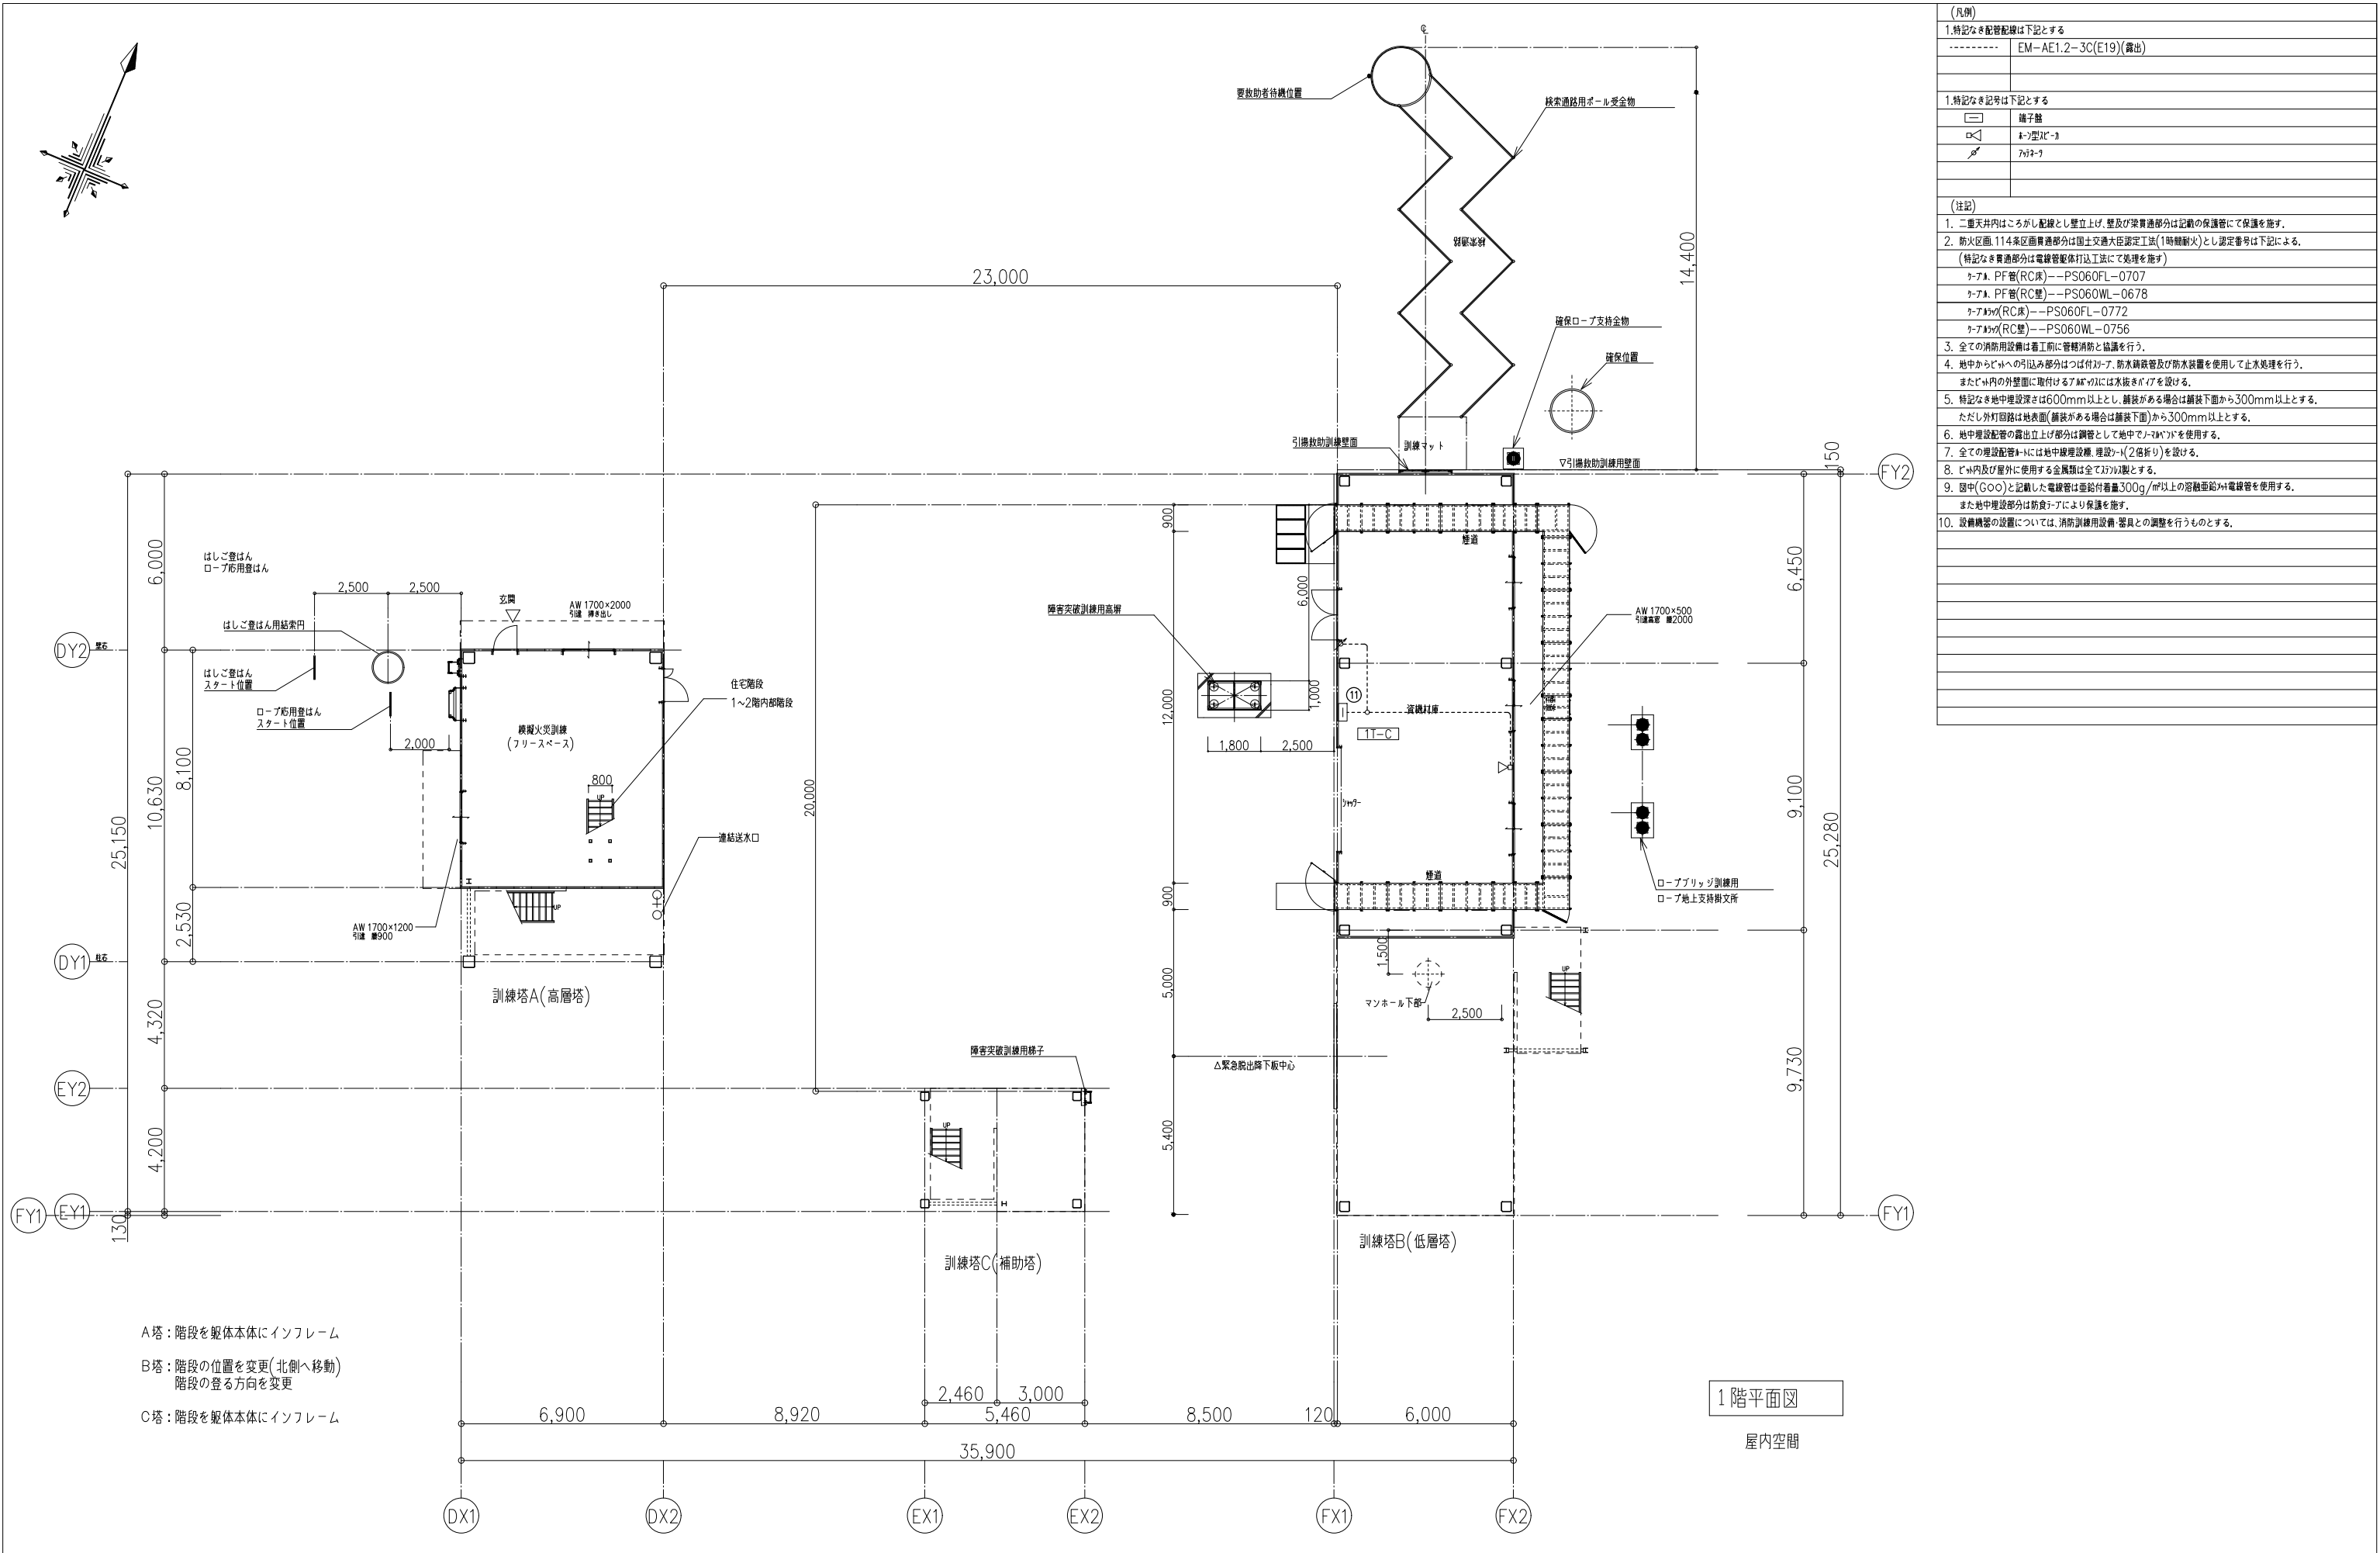 (凡例)
1.特記なき配管配線は下記とする
EM-AE1.2-3C(E19)(露出)
1.特記なき記号は下記とする
端子盤
ホーン型スピーカ
アッテネータ
(注記)
1. 二重天井内はころがし配線とし壁立上げ、壁及び梁貫通部分は記載の保護管にて保護を施す。
2. 防火区画、114条区画貫通部分は国土交通大臣認定工法(1時間耐火)とし認定番号は下記による。
(特記なき貫通部分は電線管躯体打込工法にて処理を施す)
ケーブル、PF管(RC床)--PS060FL-0707
ケーブル、PF管(RC壁)--PS060WL-0678
ケーブルラック(RC床)--PS060FL-0772
ケーブルラック(RC壁)--PS060WL-0756
3. 全ての消防用設備は着工前に管轄消防と協議を行う。
4. 地中からピットへの引込み部分はつば付スリーブ、防水鋳鉄管及び防水装置を使用して止水処理を行う。
またピット内の外壁面に取付けるプルボックスには水抜きパイプを設ける。
5. 特記なき地中埋設深さは600mm以上とし、舗装がある場合は舗装下面から300mm以上とする。
ただし外灯回路は地表面(舗装がある場合は舗装下面)から300mm以上とする。
6. 地中埋設配管の露出立上げ部分は鋼管として地中でノーマルベンドを使用する。
7. 全ての埋設配管ルートには地中線埋設標、埋設シート(2倍折り)を設ける。
8. ピット内及び屋外に使用する金属類は全てステンレス製とする。
9. 図中(G○○)と記載した電線管は亜鉛付着量300g/㎡以上の溶融亜鉛メッキ電線管を使用する。
また地中埋設部分は防食テープにより保護を施す。
10. 設備機器の設置については、消防訓練用設備・器具との調整を行うものとする。
℄
要救助者待機位置
検索通路用ポール受金物
検索通路
14,400
23,000
確保ロープ支持金物
確保位置
引揚救助訓練壁面
訓練マット
▽引揚救助訓練用壁面
150
FY2
900
煙道
6,000
6,450
はしご登はん
ロープ応用登はん
2,500
2,500
玄関
AW 1700×2000
引違 掃き出し
はしご登はん用結索円
障害突破訓練用高塀
AW 1700×500
引違高窓 腰2000
DY2
はしご登はん
スタート位置
ロープ応用登はん
スタート位置
2,000
住宅階段
1~2階内部階段
模擬火災訓練
(フリースペース)
6,000
1,000
12,000
⑪
資機材庫
煙道
1T-C
1,800
2,500
8,100
10,630
25,150
800
UP
20,000
シャッター
9,100
25,280
連結送水口
煙道
900
ロープブリッジ訓練用
ロープ地上支持掛文所
UP
AW 1700×1200
引違 腰900
2,530
DY1
1,500
5,000
UP
マンホール下部
2,500
訓練塔A(高層塔)
4,320
障害突破訓練用梯子
△緊急脱出降下板中心
9,730
EY2
UP
5,400
4,200
FY1
EY1
130
FY1
訓練塔C(補助塔)
訓練塔B(低層塔)
A塔：階段を躯体本体にインフレーム
B塔：階段の位置を変更(北側へ移動)
階段の登る方向を変更
C塔：階段を躯体本体にインフレーム
2,460
3,000
6,900
8,920
5,460
8,500
120
6,000
35,900
1階平面図
屋内空間
DX1
DX2
EX1
EX2
FX1
FX2